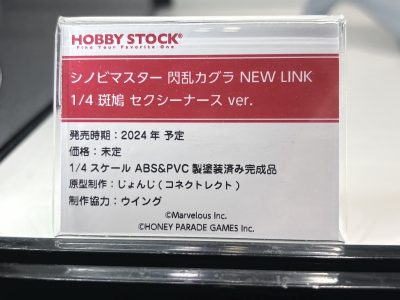 HOBBY STOCK®
Find Your Favorite One
シノビマスター 閃乱カグラ NEW LINK
1/4 斑鳩 セクシーナース ver.
発売時期：2024 年 予定
価格：未定
1/4 スケール ABS&PVC 製塗装済み完成品
原型制作：じょんじ ( コネクトレクト )
制作協力：ウイング
©Marvelous Inc.
©HONEY PARADE GAMES Inc.